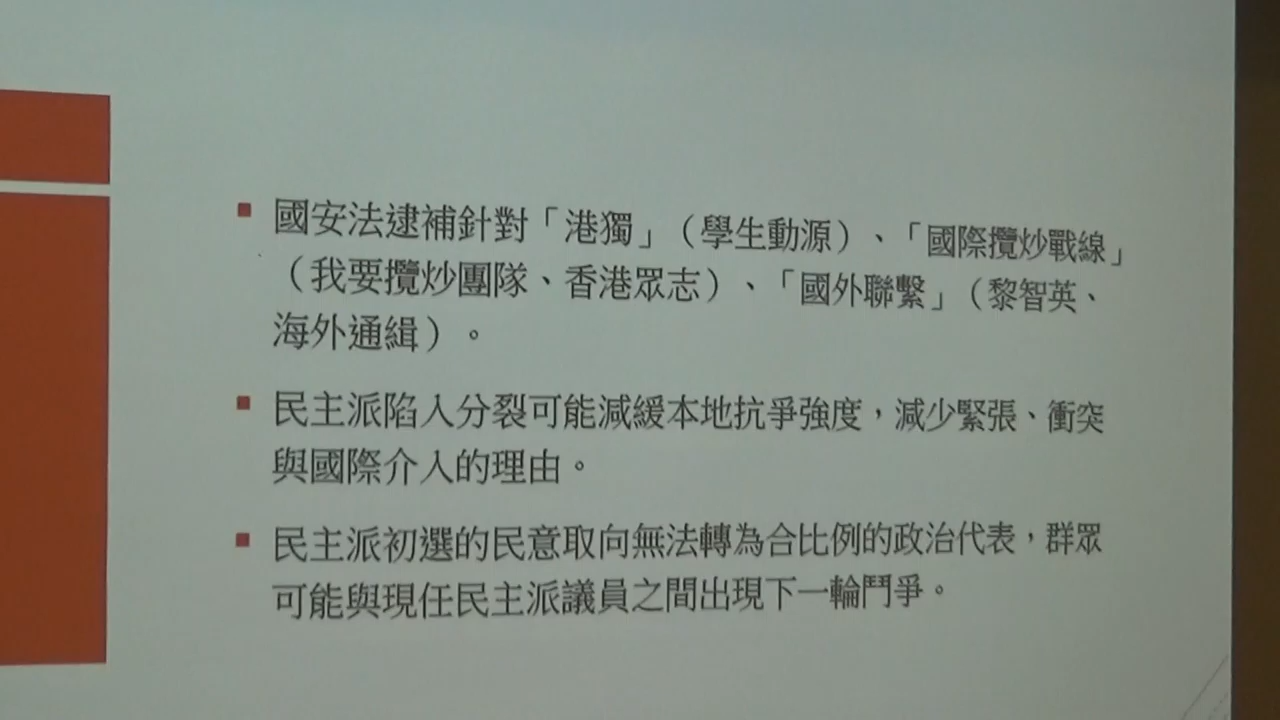 國安法逮補針對「港獨」(學生動源)、「國際攬炒戰線」
(我要攬炒團隊、香港眾志)、「國外聯繫」(黎智英、
海外通緝)。
民主派陷入分裂可能減緩本地抗爭強度，減少緊張、衝突
與國際介入的理由。
民主派初選的民意取向無法轉為合比例的政治代表，群眾
可能與現任民主派議員之間出現下一輪鬥爭。